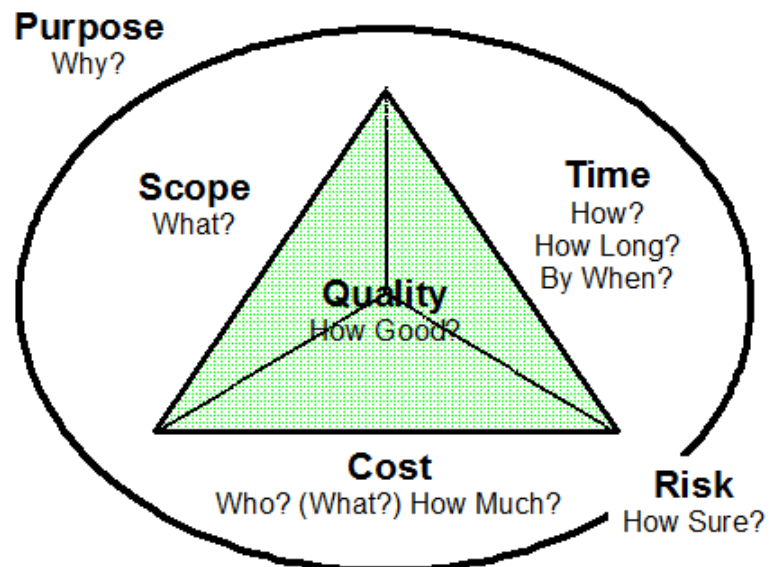 Purpose
Why?
Scope
What?
Time
How?
How Long?
By When?
Quality
How Good?
Cost
Who? (What?) How Much?
Risk
How Sure?